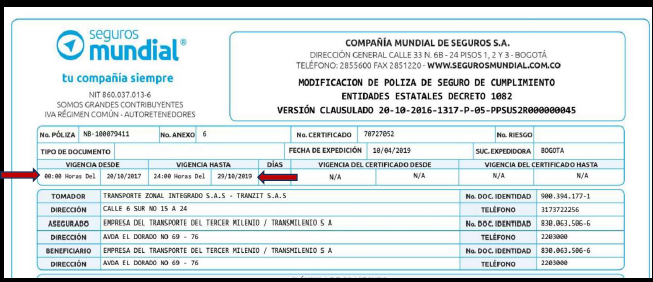 seguros
mundial®
tu compañía siempre
NIT 860.037.013-6
SOMOS GRANDES CONTRIBUYENTES
IVA RÉGIMEN COMÚN - AUTORETENEDORES
COMPAÑÍA MUNDIAL DE SEGUROS S.A.
DIRECCIÓN GENERAL CALLE 33 N. 6B - 24 PISOS 1, 2 Y 3 - BOGOTÁ
TELÉFONO: 2855600 FAX 2851220 - WWW.SEGUROSMUNDIAL.COM.CO
MODIFICACION DE POLIZA DE SEGURO DE CUMPLIMIENTO
ENTIDADES ESTATALES DECRETO 1082
VERSIÓN CLAUSULADO 20-10-2016-1317-P-05-PPSUS2R000000045
No. PÓLIZA NB-100079411 No. ANEXO 6 No. CERTIFICADO 70727052 No. RIESGO
TIPO DE DOCUMENTO FECHA DE EXPEDICIÓN 10/04/2019 SUC. EXPEDIDORA BOGOTA
VIGENCIA DESDE VIGENCIA HASTA DÍAS VIGENCIA DEL CERTIFICADO DESDE VIGENCIA DEL CERTIFICADO HASTA
00:00 Horas Del 20/10/2017 24:00 Horas Del 29/10/2019 N/A N/A N/A N/A
TOMADOR TRANSPORTE ZONAL INTEGRADO S.A.S - TRANZIT S.A.S No. DOC. IDENTIDAD 900.394.177-1
DIRECCIÓN CALLE 6 SUR NO 15 A 24 TELÉFONO 3173722256
ASEGURADO EMPRESA DEL TRANSPORTE DEL TERCER MILENIO / TRANSMILENIO S A No. DOC. IDENTIDAD 830.063.506-6
DIRECCIÓN AVDA EL DORADO NO 69 - 76 TELÉFONO 2203000
BENEFICIARIO EMPRESA DEL TRANSPORTE DEL TERCER MILENIO / TRANSMILENIO S A No. DOC. IDENTIDAD 830.063.506-6
DIRECCIÓN AVDA EL DORADO NO 69 - 76 TELÉFONO 2203000